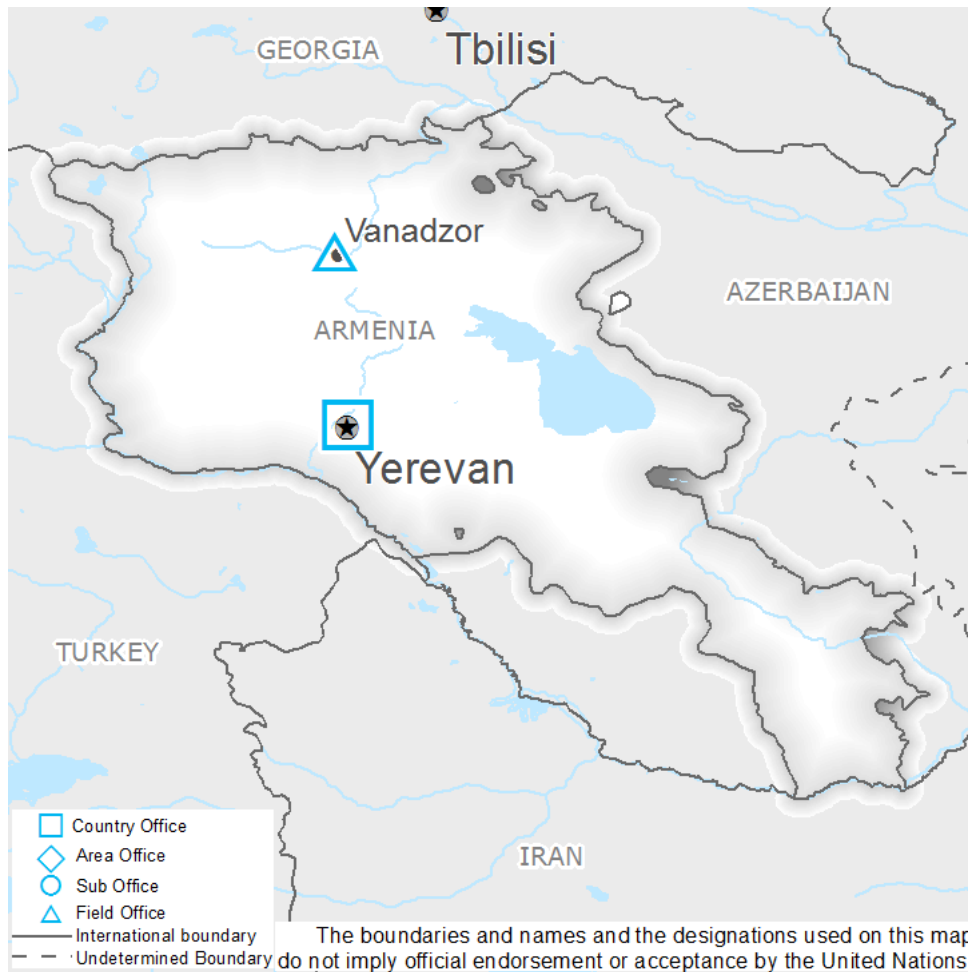 GEORGIA
Tbilisi
Vanadzor
AZERBAIJAN
ARMENIA
Yerevan
TURKEY
IRAN
Country Office
Area Office
Sub Office
Field Office
International boundary
Undetermined Boundary
The boundaries and names and the designations used on this map
do not imply official endorsement or acceptance by the United Nations